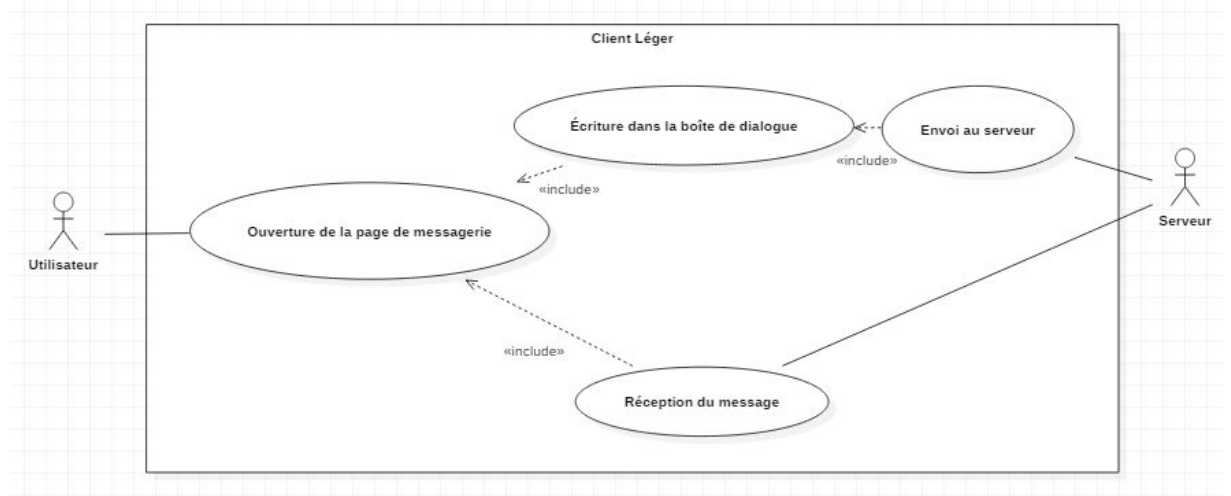 Client Léger
Écriture dans la boîte de dialogue
Envoi au serveur
«include»
«include»
Ouverture de la page de messagerie
Utilisateur
Serveur
«include»
Réception du message